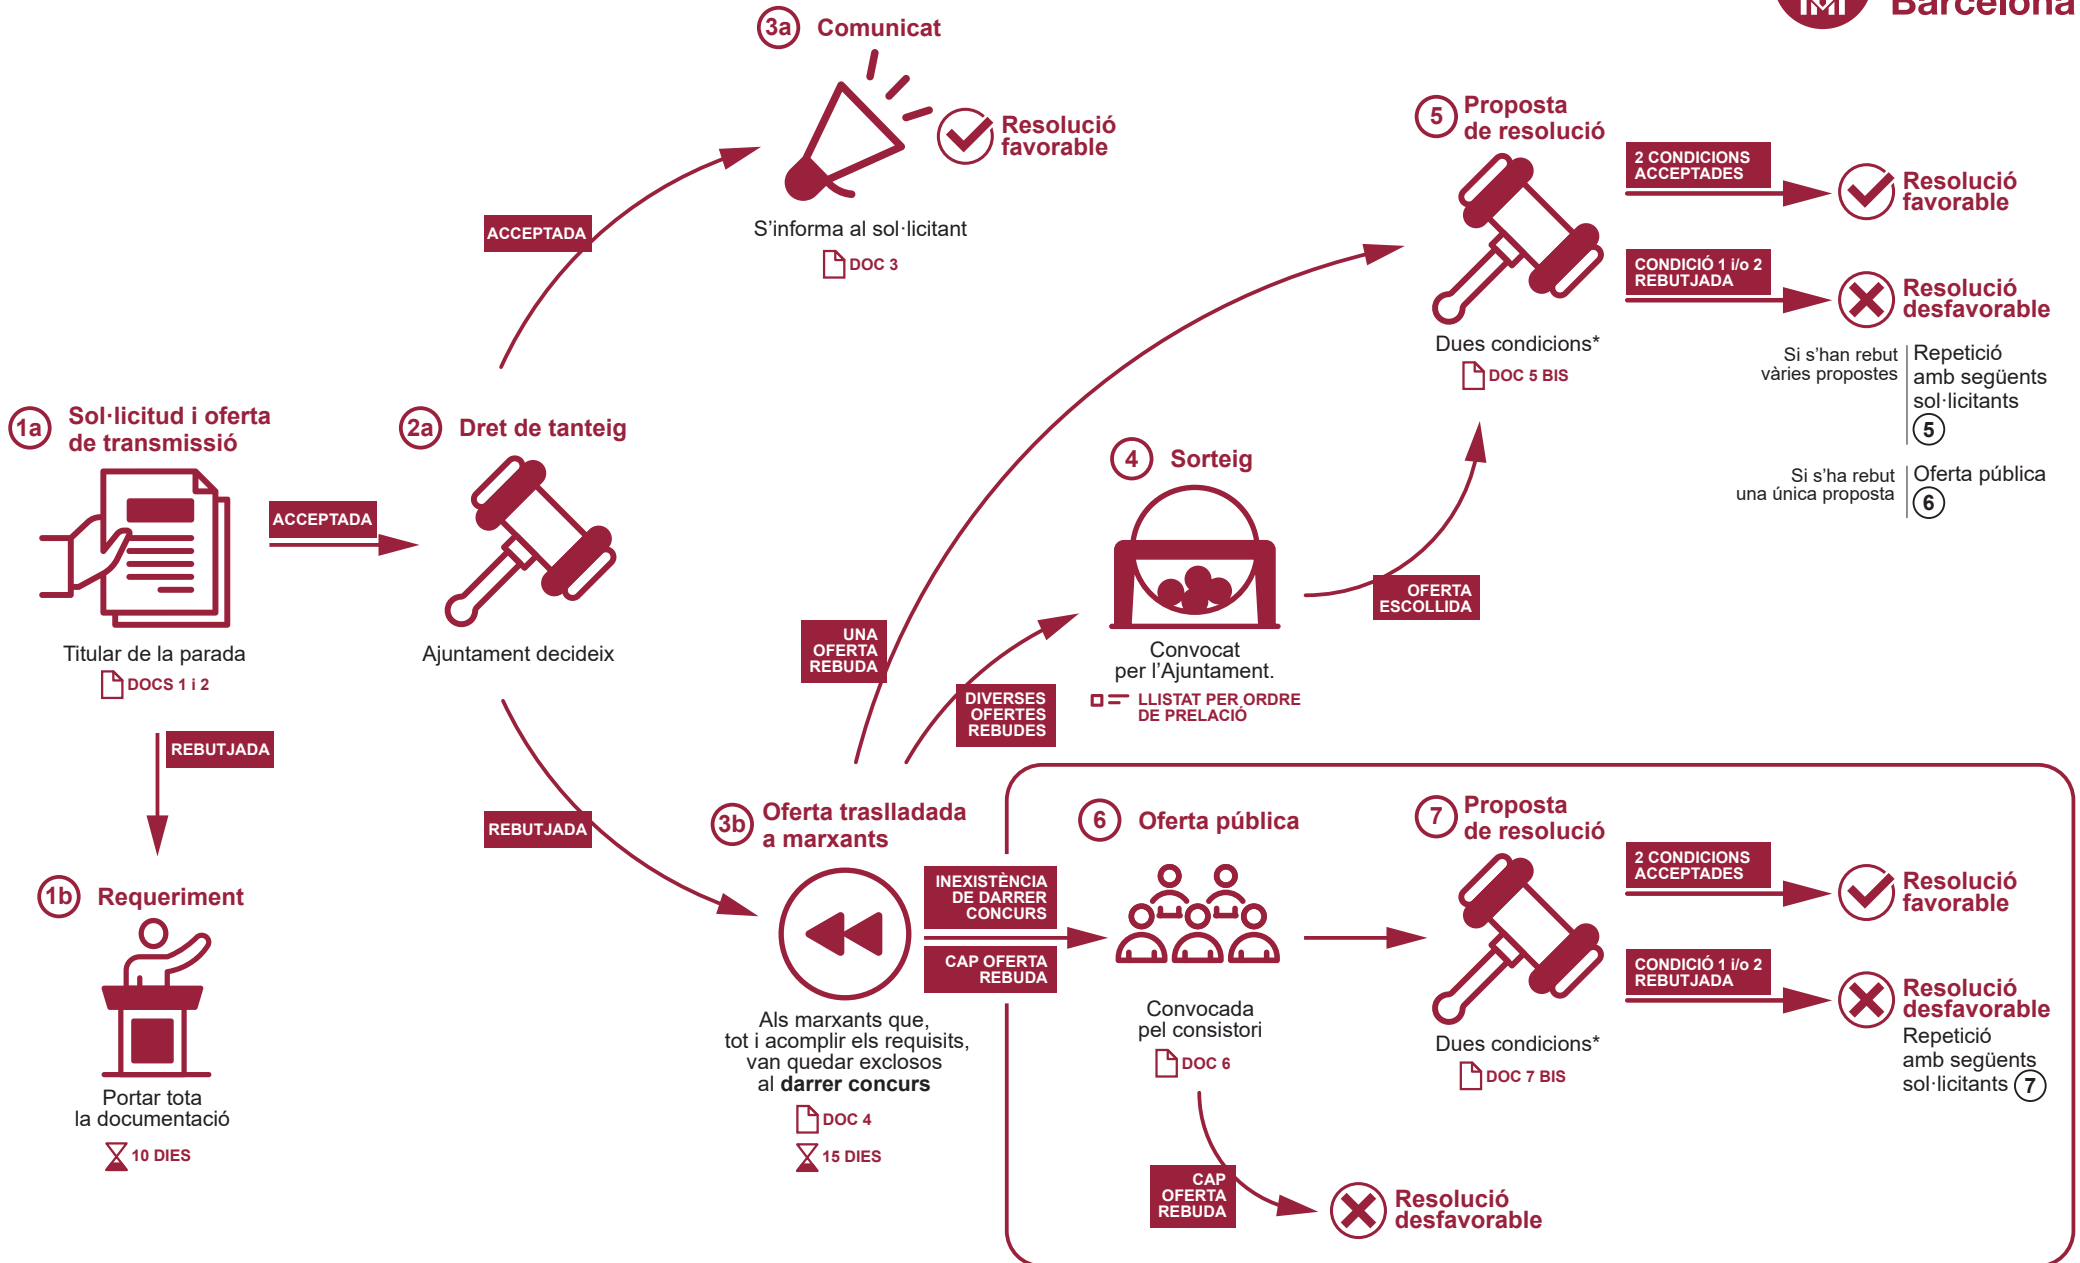 Barcelona
3a Comunicat
Resolució
favorable
S'informa al sol·licitant
DOC 3
ACCEPTADA
1a Sol·licitud i oferta
de transmissió
Titular de la parada
DOCS 1 i 2
ACCEPTADA
REBUTJADA
1b Requeriment
Portar tota
la documentació
10 DIES
2a Dret de tanteig
Ajuntament decideix
REBUTJADA
3b Oferta traslladada
a marxants
Als marxants que,
tot i acomplir els requisits,
van quedar exclosos
al darrer concurs
DOC 4
15 DIES
UNA
OFERTA
REBUDA
DIVERSES
OFERTES
REBUDES
INEXISTÈNCIA
DE DARRER
CONCURS
CAP OFERTA
REBUDA
4 Sorteig
Convocat
per l'Ajuntament.
LLISTAT PER ORDRE
DE PRELACIÓ
OFERTA
ESCOLLIDA
5 Proposta
de resolució
Dues condicions*
DOC 5 BIS
2 CONDICIONS
ACCEPTADES
Resolució
favorable
CONDICIÓ 1 i/o 2
REBUTJADA
Resolució
desfavorable
Si s'han rebut
vàries propostes
Repetició
amb següents
sol·licitants
5
Si s'ha rebut
una única proposta
Oferta pública
6
6 Oferta pública
Convocada
pel consistori
DOC 6
CAP
OFERTA
REBUDA
Resolució
desfavorable
7 Proposta
de resolució
Dues condicions*
DOC 7 BIS
2 CONDICIONS
ACCEPTADES
Resolució
favorable
CONDICIÓ 1 i/o 2
REBUTJADA
Resolució
desfavorable
Repetició
amb següents
sol·licitants 7